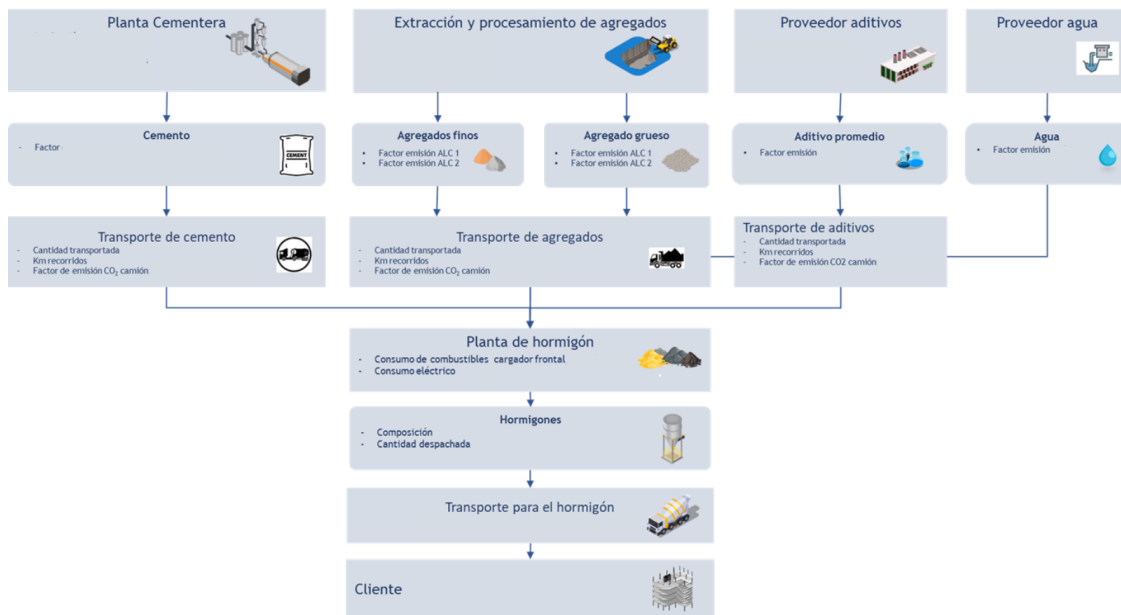 Planta Cementera
Extracción y procesamiento de agregados
Proveedor aditivos
Proveedor agua
Cemento
- Factor
CEMENT
Agregados finos
• Factor emisión ALC 1
• Factor emisión ALC 2
Agregado grueso
• Factor emisión ALC 1
• Factor emisión ALC 2
Aditivo promedio
• Factor emisión
Agua
• Factor emisión
Transporte de cemento
- Cantidad transportada
- Km recorridos
- Factor de emisión CO₂ camión
Transporte de agregados
- Cantidad transportada
- Km recorridos
- Factor de emisión CO₂ camión
Transporte de aditivos
- Cantidad transportada
- Km recorridos
- Factor de emisión CO2 camión
Planta de hormigón
- Consumo de combustibles cargador frontal
- Consumo eléctrico
Hormigones
- Composición
- Cantidad despachada
Transporte para el hormigón
Cliente